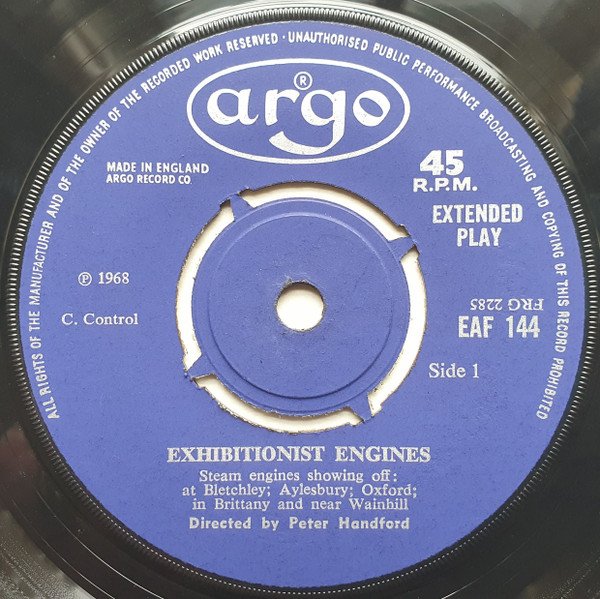 ALL RIGHTS OF THE MANUFACTURER AND OF THE OWNER OF THE RECORDED WORK RESERVED · UNAUTHORISED PUBLIC PERFORMANCE BROADCASTING AND COPYING OF THIS RECORD PROHIBITED
argo ®
MADE IN ENGLAND
ARGO RECORD CO.
45
R.P.M.
EXTENDED
PLAY
℗ 1968
C. Control
FRG 2285
EAF 144
Side 1
EXHIBITIONIST ENGINES
Steam engines showing off:
at Bletchley; Aylesbury; Oxford;
in Brittany and near Wainhill
Directed by Peter Handford